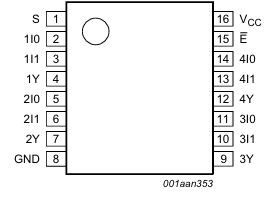 S 1 16 VCC
1I0 2 15 E̅
1I1 3 14 4I0
1Y 4 13 4I1
2I0 5 12 4Y
2I1 6 11 3I0
2Y 7 10 3I1
GND 8 9 3Y
001aan353